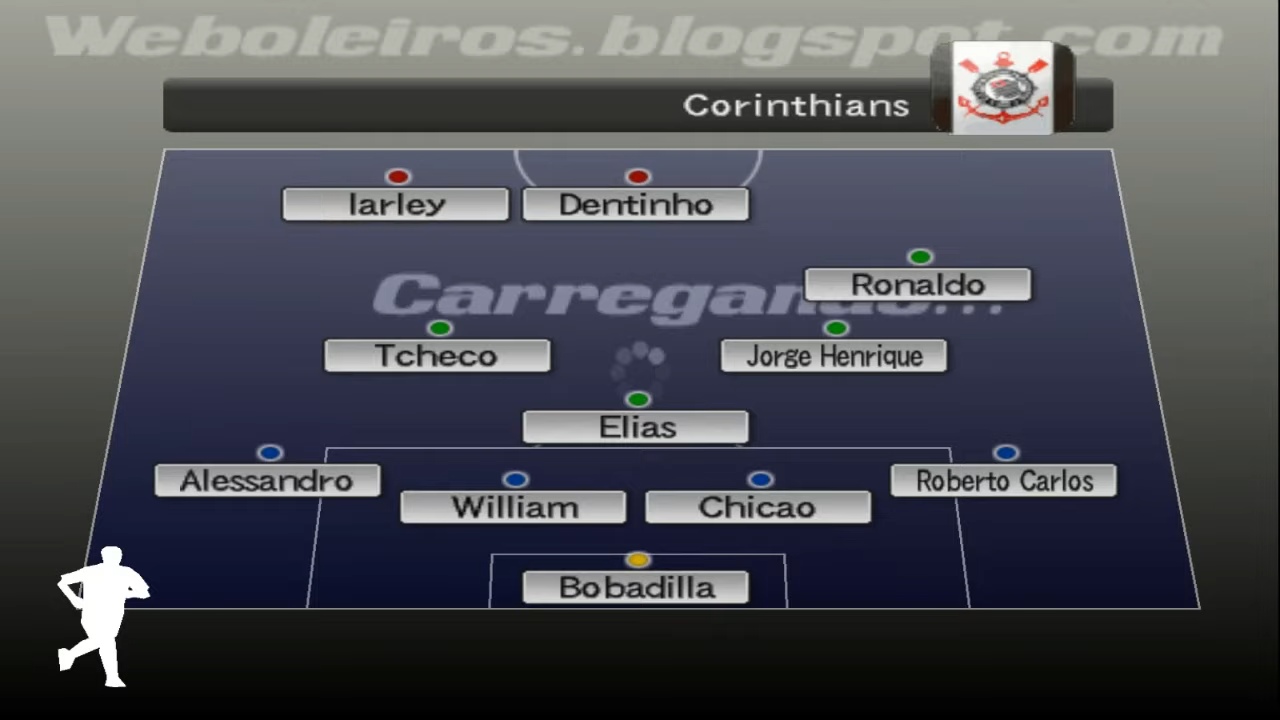 Weboleiros.blogspot.com
Corinthians
Iarley
Dentinho
Ronaldo
Carregando...
Tcheco
Jorge Henrique
Elias
Alessandro
Roberto Carlos
William
Chicao
Bobadilla